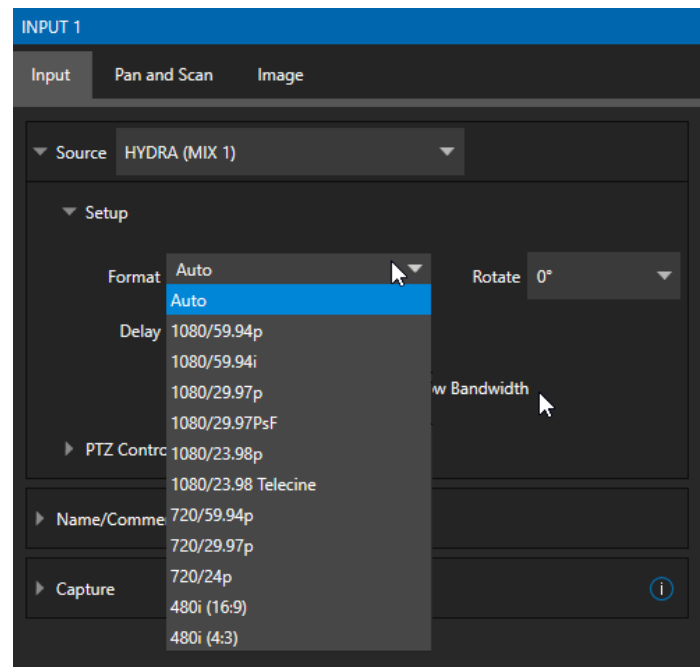 INPUT 1
Input Pan and Scan Image
Source HYDRA (MIX 1)
Setup
Format Auto Rotate 0°
Auto
Delay 1080/59.94p
1080/59.94i
1080/29.97p
w Bandwidth
1080/29.97PsF
PTZ Contro
1080/23.98p
1080/23.98 Telecine
Name/Comme
720/59.94p
720/29.97p
720/24p
Capture
480i (16:9)
480i (4:3)